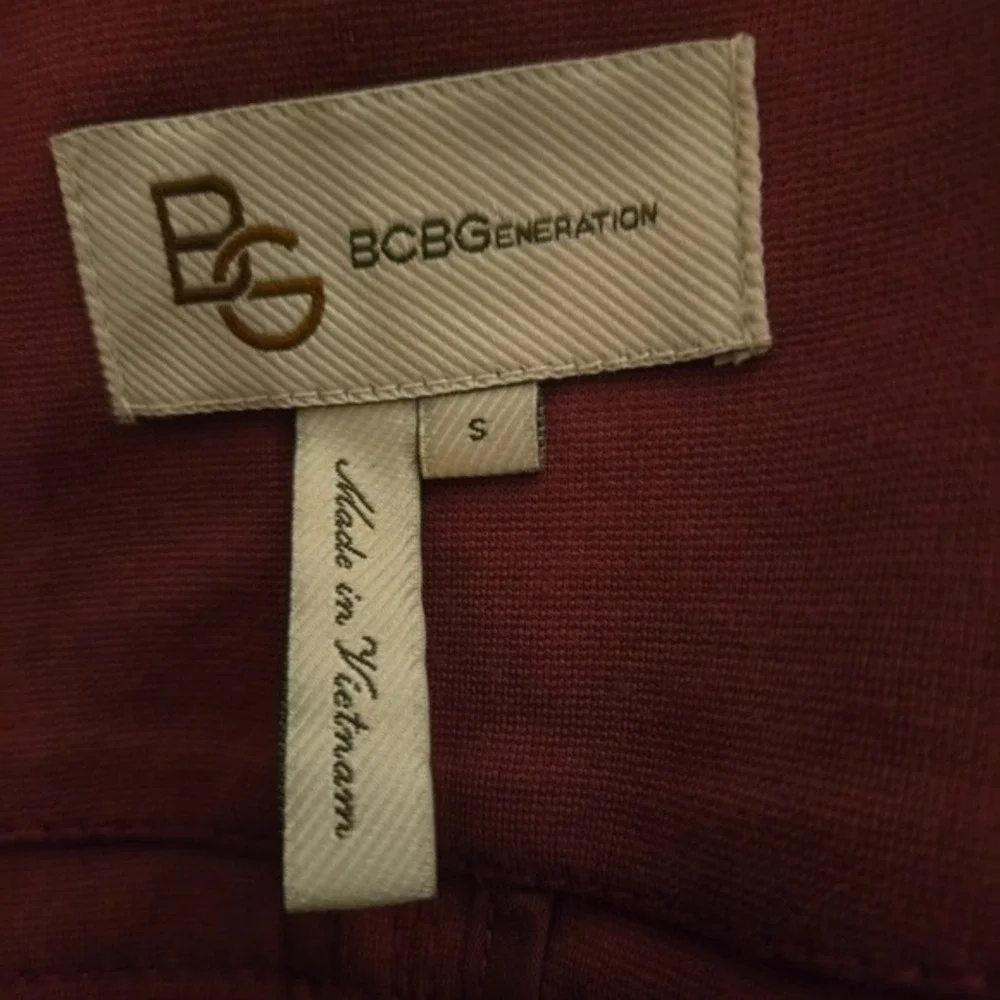 BG
BCBGENERATION
S
Made in Vietnam